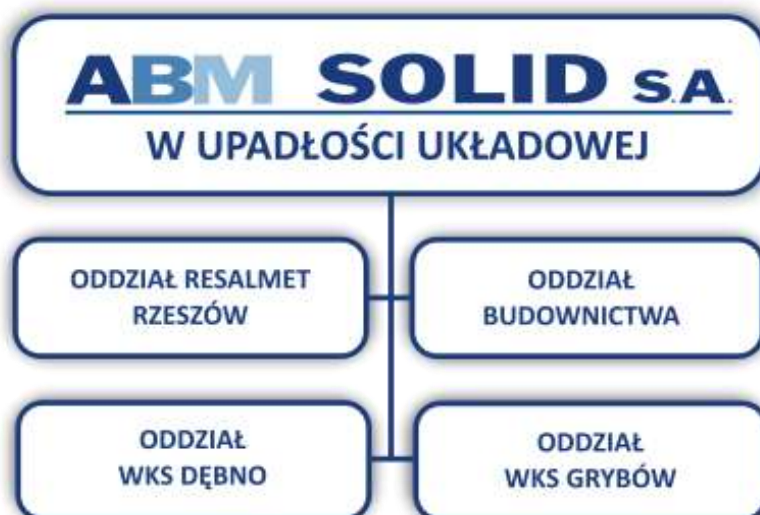 ABM SOLID S.A.
W UPADŁOŚCI UKŁADOWEJ
ODDZIAŁ RESALMET
RZESZÓW
ODDZIAŁ
BUDOWNICTWA
ODDZIAŁ
WKS DĘBNO
ODDZIAŁ
WKS GRYBÓW